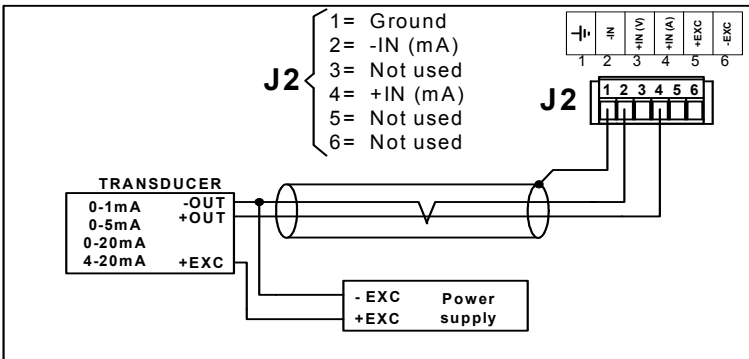 J2
1= Ground
2= -IN (mA)
3= Not used
4= +IN (mA)
5= Not used
6= Not used
-IN
+IN (V)
+IN (A)
+EXC
-EXC
1 2 3 4 5 6
J2
1 2 3 4 5 6
TRANSDUCER
0-1mA -OUT
0-5mA +OUT
0-20mA
4-20mA +EXC
- EXC Power
+EXC supply